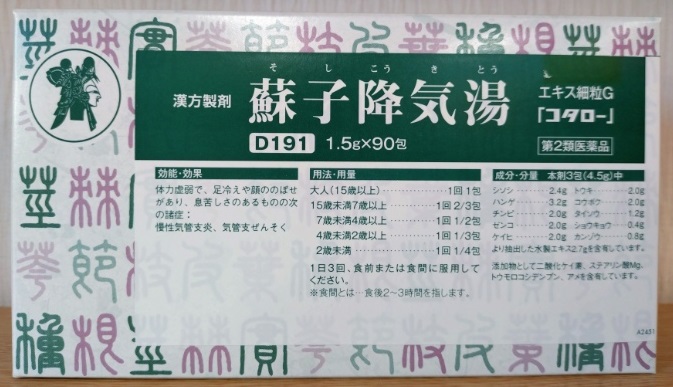 そしこうきとう
漢方製剤 蘇子降気湯 エキス細粒G
「コタロー」
D191 1.5g×90包 第2類医薬品
効能・効果
体力虚弱で、足冷えや顔ののぼせ
があり、息苦しさのあるものの次
の諸症：
慢性気管支炎、気管支ぜんそく
用法・用量
大人(15歳以上)…………1回 1包
15歳未満7歳以上…………1回 2/3包
7歳未満4歳以上…………1回 1/2包
4歳未満2歳以上…………1回 1/3包
2歳未満…………1回 1/4包
1日3回、食前または食間に服用して
ください。
※食間とは…食後2〜3時間を指します。
成分・分量 本剤3包(4.5g)中
シソシ……2.4g トウキ……2.0g
ハンゲ……3.2g コウボク……2.0g
チンピ……2.0g タイソウ……1.2g
ゼンコ……2.0g ショウキョウ……0.4g
ケイヒ……2.0g カンゾウ……0.8g
より抽出した水製エキス2.7gを含有しています。
添加物として二酸化ケイ素、ステアリン酸Mg、
トウモロコシデンプン、アメを含有しています。